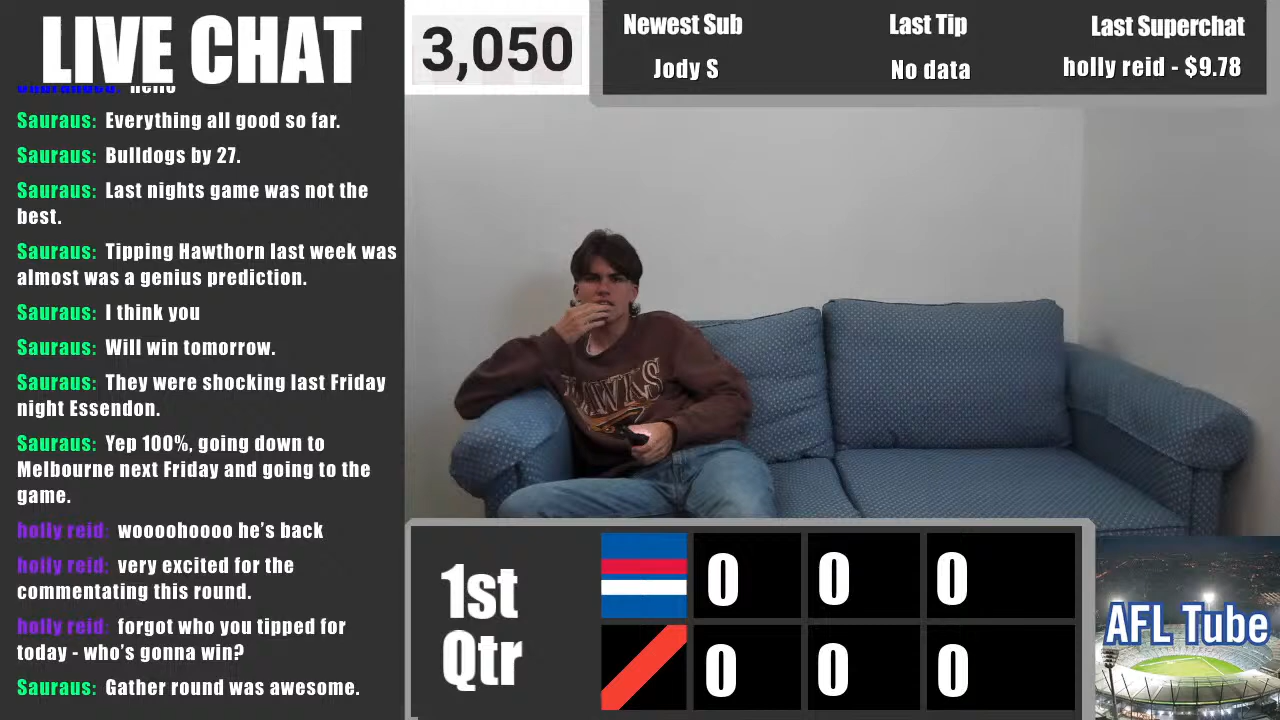 LIVE CHAT
hello
Sauraus: Everything all good so far.
Sauraus: Bulldogs by 27.
Sauraus: Last nights game was not the
best.
Sauraus: Tipping Hawthorn last week was
almost was a genius prediction.
Sauraus: I think you
Sauraus: Will win tomorrow.
Sauraus: They were shocking last Friday
night Essendon.
Sauraus: Yep 100%, going down to
Melbourne next Friday and going to the
game.
holly reid: woooohoooo he's back
holly reid: very excited for the
commentating this round.
holly reid: forgot who you tipped for
today - who's gonna win?
Sauraus: Gather round was awesome.
3,050
Newest Sub
Jody S
Last Tip
No data
Last Superchat
holly reid - $9.78
HAWKS
1st
Qtr
0 0 0
0 0 0
AFL Tube